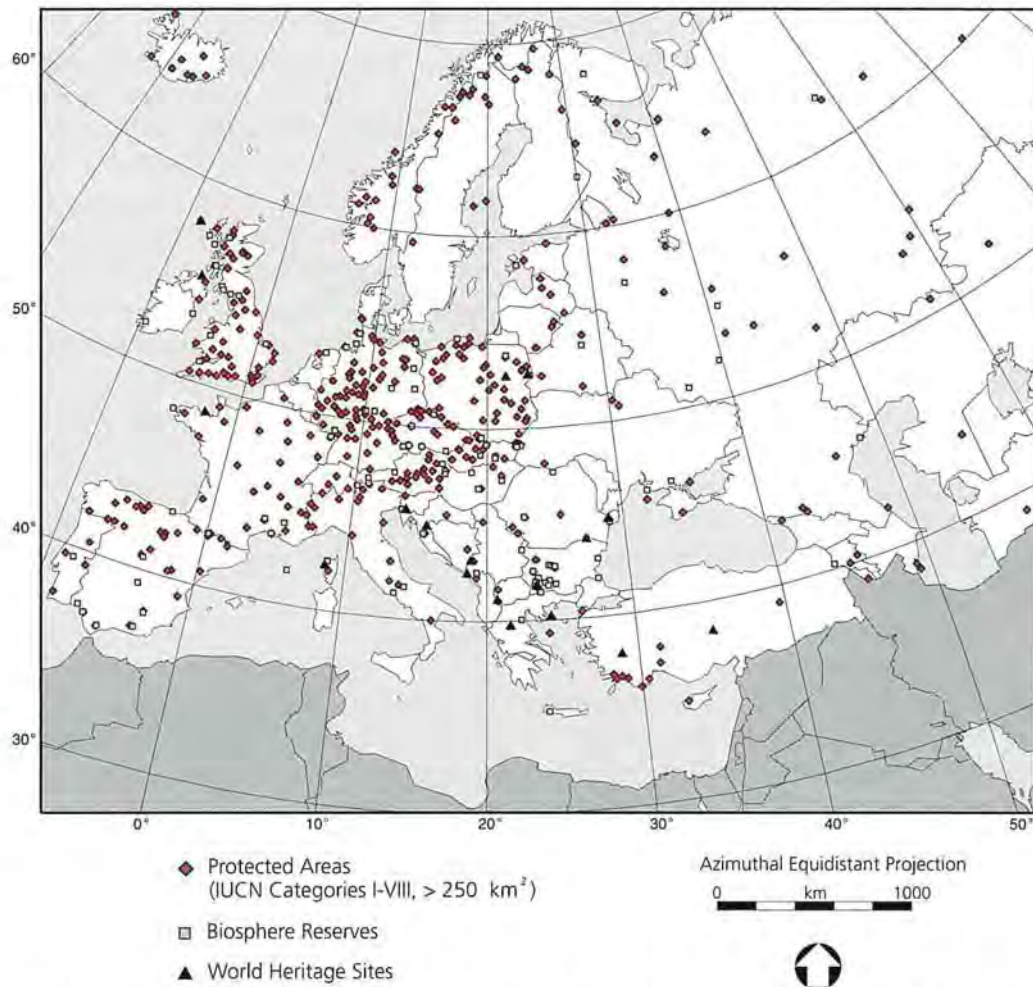 60°
50°
40°
30°
0° 10° 20° 30° 40° 50°
Protected Areas
(IUCN Categories I-VIII, > 250 km²)
Biosphere Reserves
World Heritage Sites
Azimuthal Equidistant Projection
0 km 1000